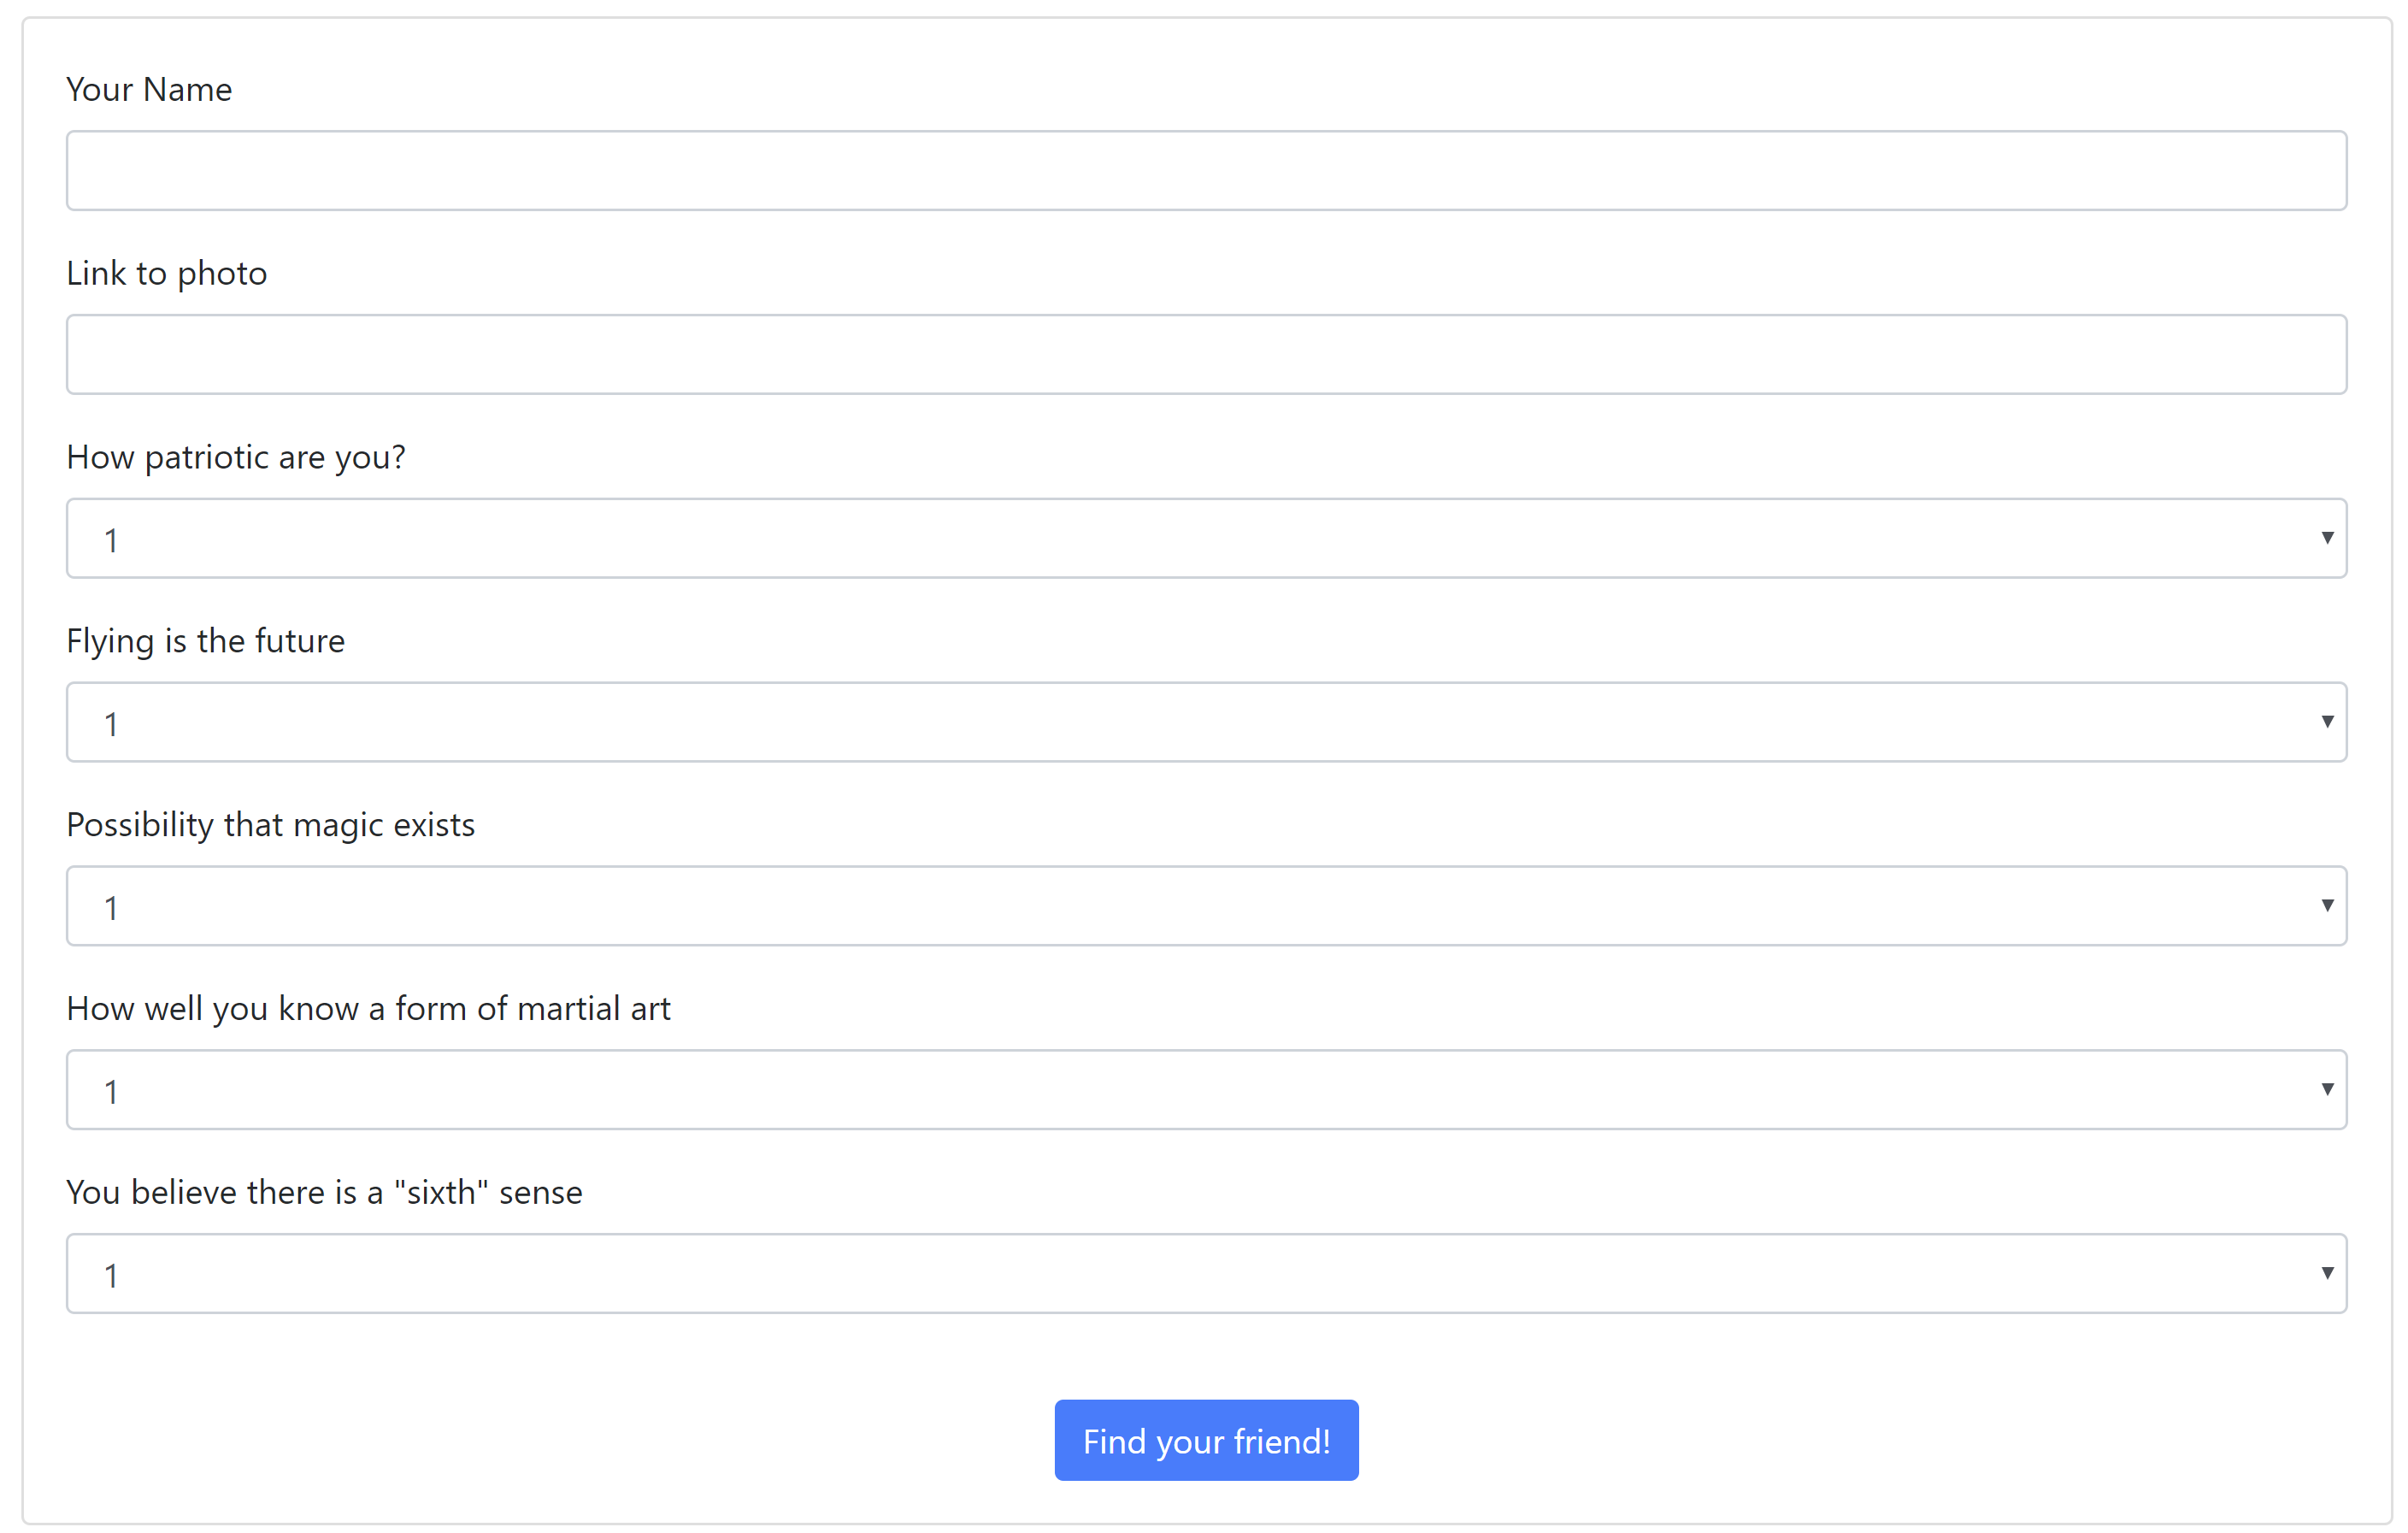 Your Name
Link to photo
How patriotic are you?
1
Flying is the future
1
Possibility that magic exists
1
How well you know a form of martial art
1
You believe there is a "sixth" sense
1
Find your friend!